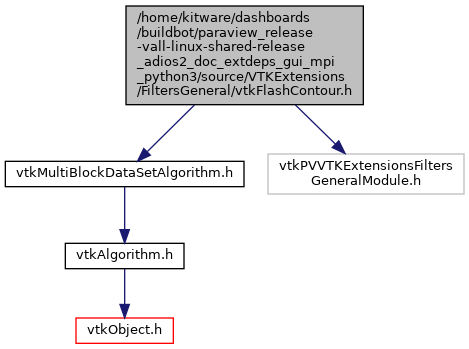 /home/kitware/dashboards
/buildbot/paraview_release
-vall-linux-shared-release
_adios2_doc_extdeps_gui_mpi
_python3/source/VTKExtensions
/FiltersGeneral/vtkFlashContour.h
vtkMultiBlockDataSetAlgorithm.h
vtkPVVTKExtensionsFilters
GeneralModule.h
vtkAlgorithm.h
vtkObject.h